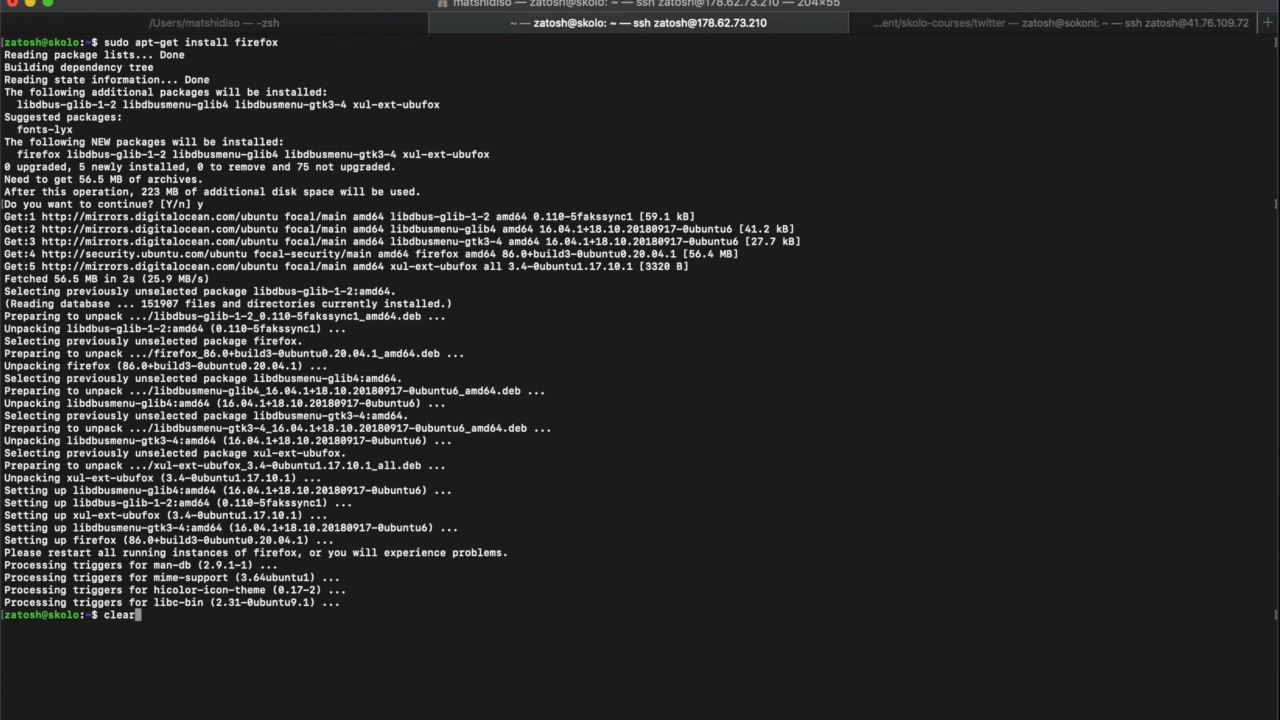 matshidiso — zatosh@skolo: ~ — ssh zatosh@178.62.73.210 — 204×55
/Users/matshidiso — -zsh
~ — zatosh@skolo: ~ — ssh zatosh@178.62.73.210
...ent/skolo-courses/twitter — zatosh@sokoni: ~ — ssh zatosh@41.76.109.72
+
[zatosh@skolo:~$ sudo apt-get install firefox ]
Reading package lists... Done
Building dependency tree
Reading state information... Done
The following additional packages will be installed:
  libdbus-glib-1-2 libdbusmenu-glib4 libdbusmenu-gtk3-4 xul-ext-ubufox
Suggested packages:
  fonts-lyx
The following NEW packages will be installed:
  firefox libdbus-glib-1-2 libdbusmenu-glib4 libdbusmenu-gtk3-4 xul-ext-ubufox
0 upgraded, 5 newly installed, 0 to remove and 75 not upgraded.
Need to get 56.5 MB of archives.
After this operation, 223 MB of additional disk space will be used.
[Do you want to continue? [Y/n] y ]
Get:1 http://mirrors.digitalocean.com/ubuntu focal/main amd64 libdbus-glib-1-2 amd64 0.110-5fakssync1 [59.1 kB]
Get:2 http://mirrors.digitalocean.com/ubuntu focal/main amd64 libdbusmenu-glib4 amd64 16.04.1+18.10.20180917-0ubuntu6 [41.2 kB]
Get:3 http://mirrors.digitalocean.com/ubuntu focal/main amd64 libdbusmenu-gtk3-4 amd64 16.04.1+18.10.20180917-0ubuntu6 [27.7 kB]
Get:4 http://security.ubuntu.com/ubuntu focal-security/main amd64 firefox amd64 86.0+build3-0ubuntu0.20.04.1 [56.4 MB]
Get:5 http://mirrors.digitalocean.com/ubuntu focal/main amd64 xul-ext-ubufox all 3.4-0ubuntu1.17.10.1 [3320 B]
Fetched 56.5 MB in 2s (25.9 MB/s)
Selecting previously unselected package libdbus-glib-1-2:amd64.
(Reading database ... 151907 files and directories currently installed.)
Preparing to unpack .../libdbus-glib-1-2_0.110-5fakssync1_amd64.deb ...
Unpacking libdbus-glib-1-2:amd64 (0.110-5fakssync1) ...
Selecting previously unselected package firefox.
Preparing to unpack .../firefox_86.0+build3-0ubuntu0.20.04.1_amd64.deb ...
Unpacking firefox (86.0+build3-0ubuntu0.20.04.1) ...
Selecting previously unselected package libdbusmenu-glib4:amd64.
Preparing to unpack .../libdbusmenu-glib4_16.04.1+18.10.20180917-0ubuntu6_amd64.deb ...
Unpacking libdbusmenu-glib4:amd64 (16.04.1+18.10.20180917-0ubuntu6) ...
Selecting previously unselected package libdbusmenu-gtk3-4:amd64.
Preparing to unpack .../libdbusmenu-gtk3-4_16.04.1+18.10.20180917-0ubuntu6_amd64.deb ...
Unpacking libdbusmenu-gtk3-4:amd64 (16.04.1+18.10.20180917-0ubuntu6) ...
Selecting previously unselected package xul-ext-ubufox.
Preparing to unpack .../xul-ext-ubufox_3.4-0ubuntu1.17.10.1_all.deb ...
Unpacking xul-ext-ubufox (3.4-0ubuntu1.17.10.1) ...
Setting up libdbusmenu-glib4:amd64 (16.04.1+18.10.20180917-0ubuntu6) ...
Setting up libdbus-glib-1-2:amd64 (0.110-5fakssync1) ...
Setting up xul-ext-ubufox (3.4-0ubuntu1.17.10.1) ...
Setting up libdbusmenu-gtk3-4:amd64 (16.04.1+18.10.20180917-0ubuntu6) ...
Setting up firefox (86.0+build3-0ubuntu0.20.04.1) ...
Please restart all running instances of firefox, or you will experience problems.
Processing triggers for man-db (2.9.1-1) ...
Processing triggers for mime-support (3.64ubuntu1) ...
Processing triggers for hicolor-icon-theme (0.17-2) ...
Processing triggers for libc-bin (2.31-0ubuntu9.1) ...
[zatosh@skolo:~$ clear ]